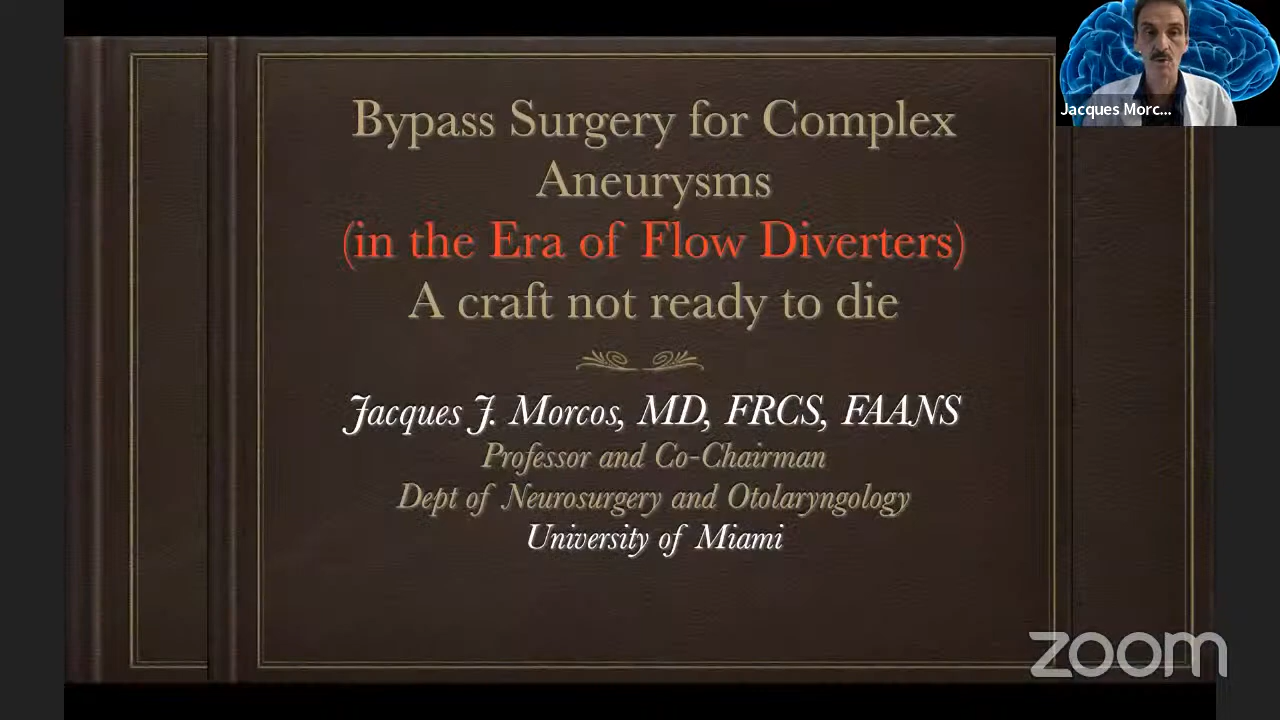 Jacques Morc...
Bypass Surgery for Complex
Aneurysms
(in the Era of Flow Diverters)
A craft not ready to die
Jacques J. Morcos, MD, FRCS, FAANS
Professor and Co-Chairman
Dept of Neurosurgery and Otolaryngology
University of Miami
zoom